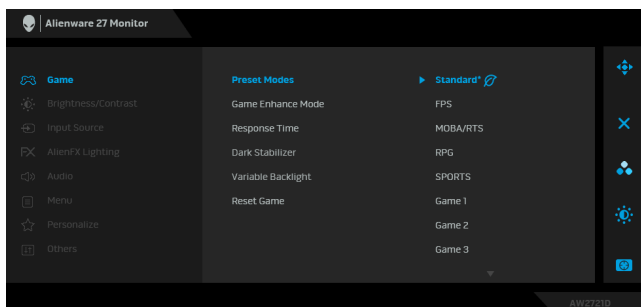 Alienware 27 Monitor
Game
Brightness/Contrast
Input Source
AlienFX Lighting
Audio
Menu
Personalize
Others
Preset Modes
Game Enhance Mode
Response Time
Dark Stabilizer
Variable Backlight
Reset Game
Standard*
FPS
MOBA/RTS
RPG
SPORTS
Game 1
Game 2
Game 3
AW2721D